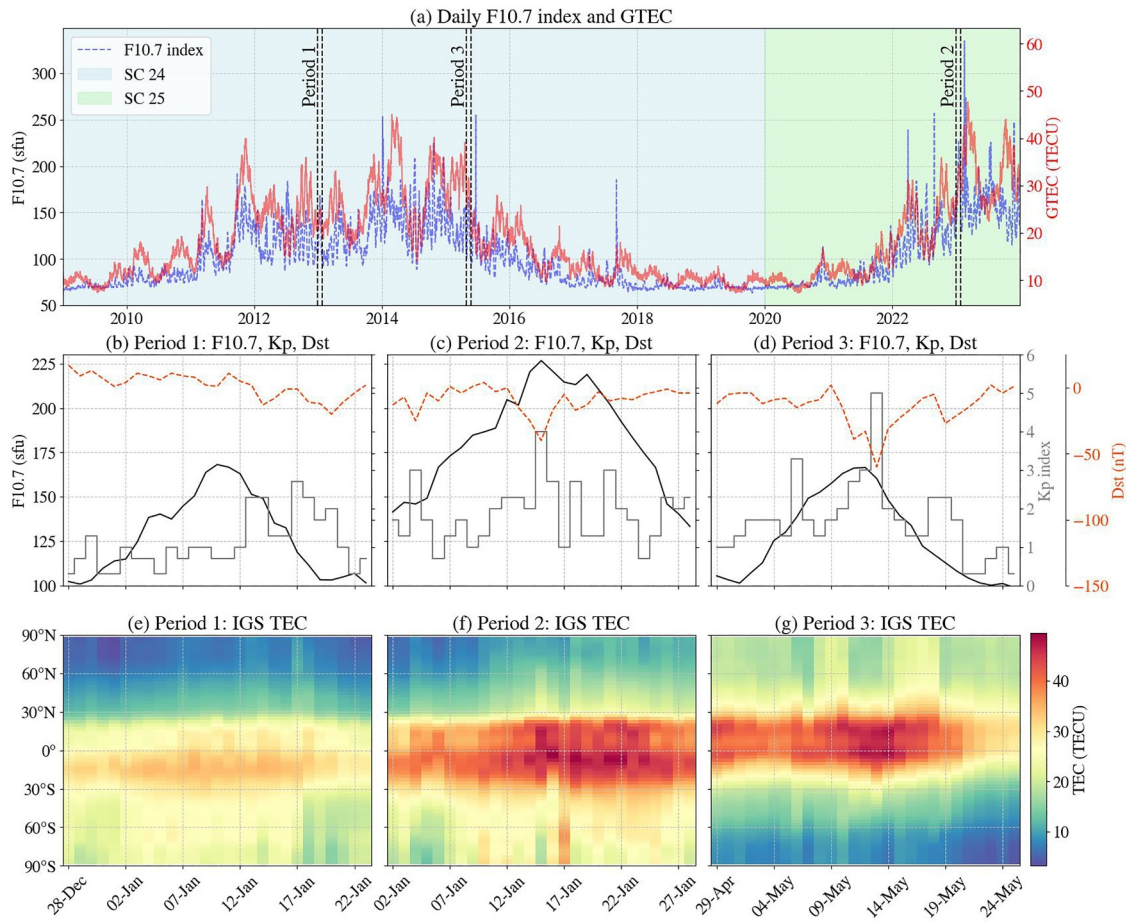 (a) Daily F10.7 index and GTEC
F10.7 (sfu)
300
250
200
150
100
50
F10.7 index
SC 24
SC 25
Period 1
Period 3
Period 2
60
50
40
30
20
10
GTEC (TECU)
2010 2012 2014 2016 2018 2020 2022
(b) Period 1: F10.7, Kp, Dst
(c) Period 2: F10.7, Kp, Dst
(d) Period 3: F10.7, Kp, Dst
F10.7 (sfu)
225
200
175
150
125
100
6
5
4
3
2
1
0
Kp index
0
−50
−100
−150
Dst (nT)
(e) Period 1: IGS TEC
(f) Period 2: IGS TEC
(g) Period 3: IGS TEC
90°N
60°N
30°N
0°
30°S
60°S
90°S
28-Dec 02-Jan 07-Jan 12-Jan 17-Jan 22-Jan
02-Jan 07-Jan 12-Jan 17-Jan 22-Jan 27-Jan
29-Apr 04-May 09-May 14-May 19-May 24-May
40
30
20
10
TEC (TECU)